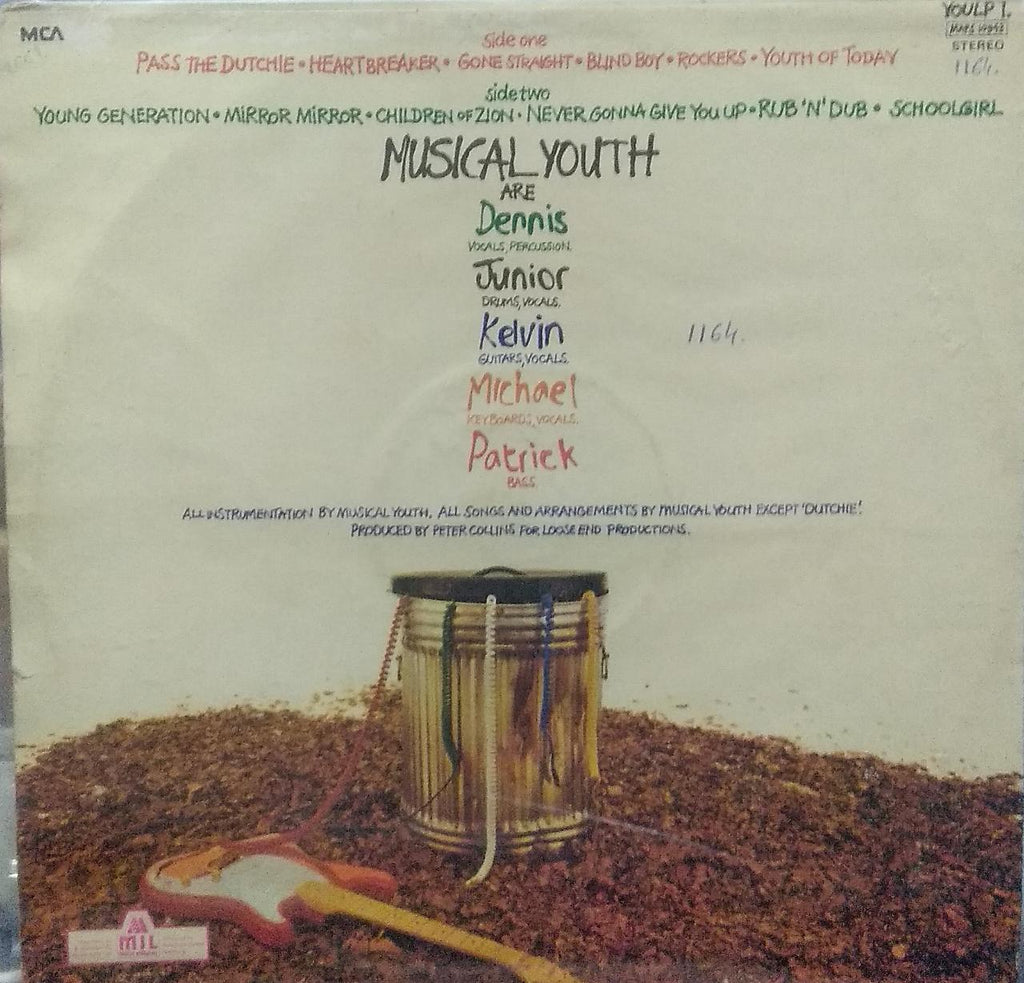 MCA
YOULP 1.
STEREO
1164.
Side one
PASS THE DUTCHIE • HEARTBREAKER • GONE STRAIGHT • BLIND BOY • ROCKERS • YOUTH OF TODAY
side two
YOUNG GENERATION • MIRROR MIRROR • CHILDREN OF ZION • NEVER GONNA GIVE YOU UP • RUB 'N' DUB • SCHOOLGIRL
MUSICAL YOUTH
ARE
Dennis
VOCALS, PERCUSSION.
Junior
DRUMS, VOCALS.
Kelvin
GUITARS, VOCALS.
1164.
Michael
KEYBOARDS, VOCALS.
Patrick
BASS.
ALL INSTRUMENTATION BY MUSICAL YOUTH. ALL SONGS AND ARRANGEMENTS BY MUSICAL YOUTH EXCEPT 'DUTCHIE'.
PRODUCED BY PETER COLLINS FOR LOOSE END PRODUCTIONS.
MIL